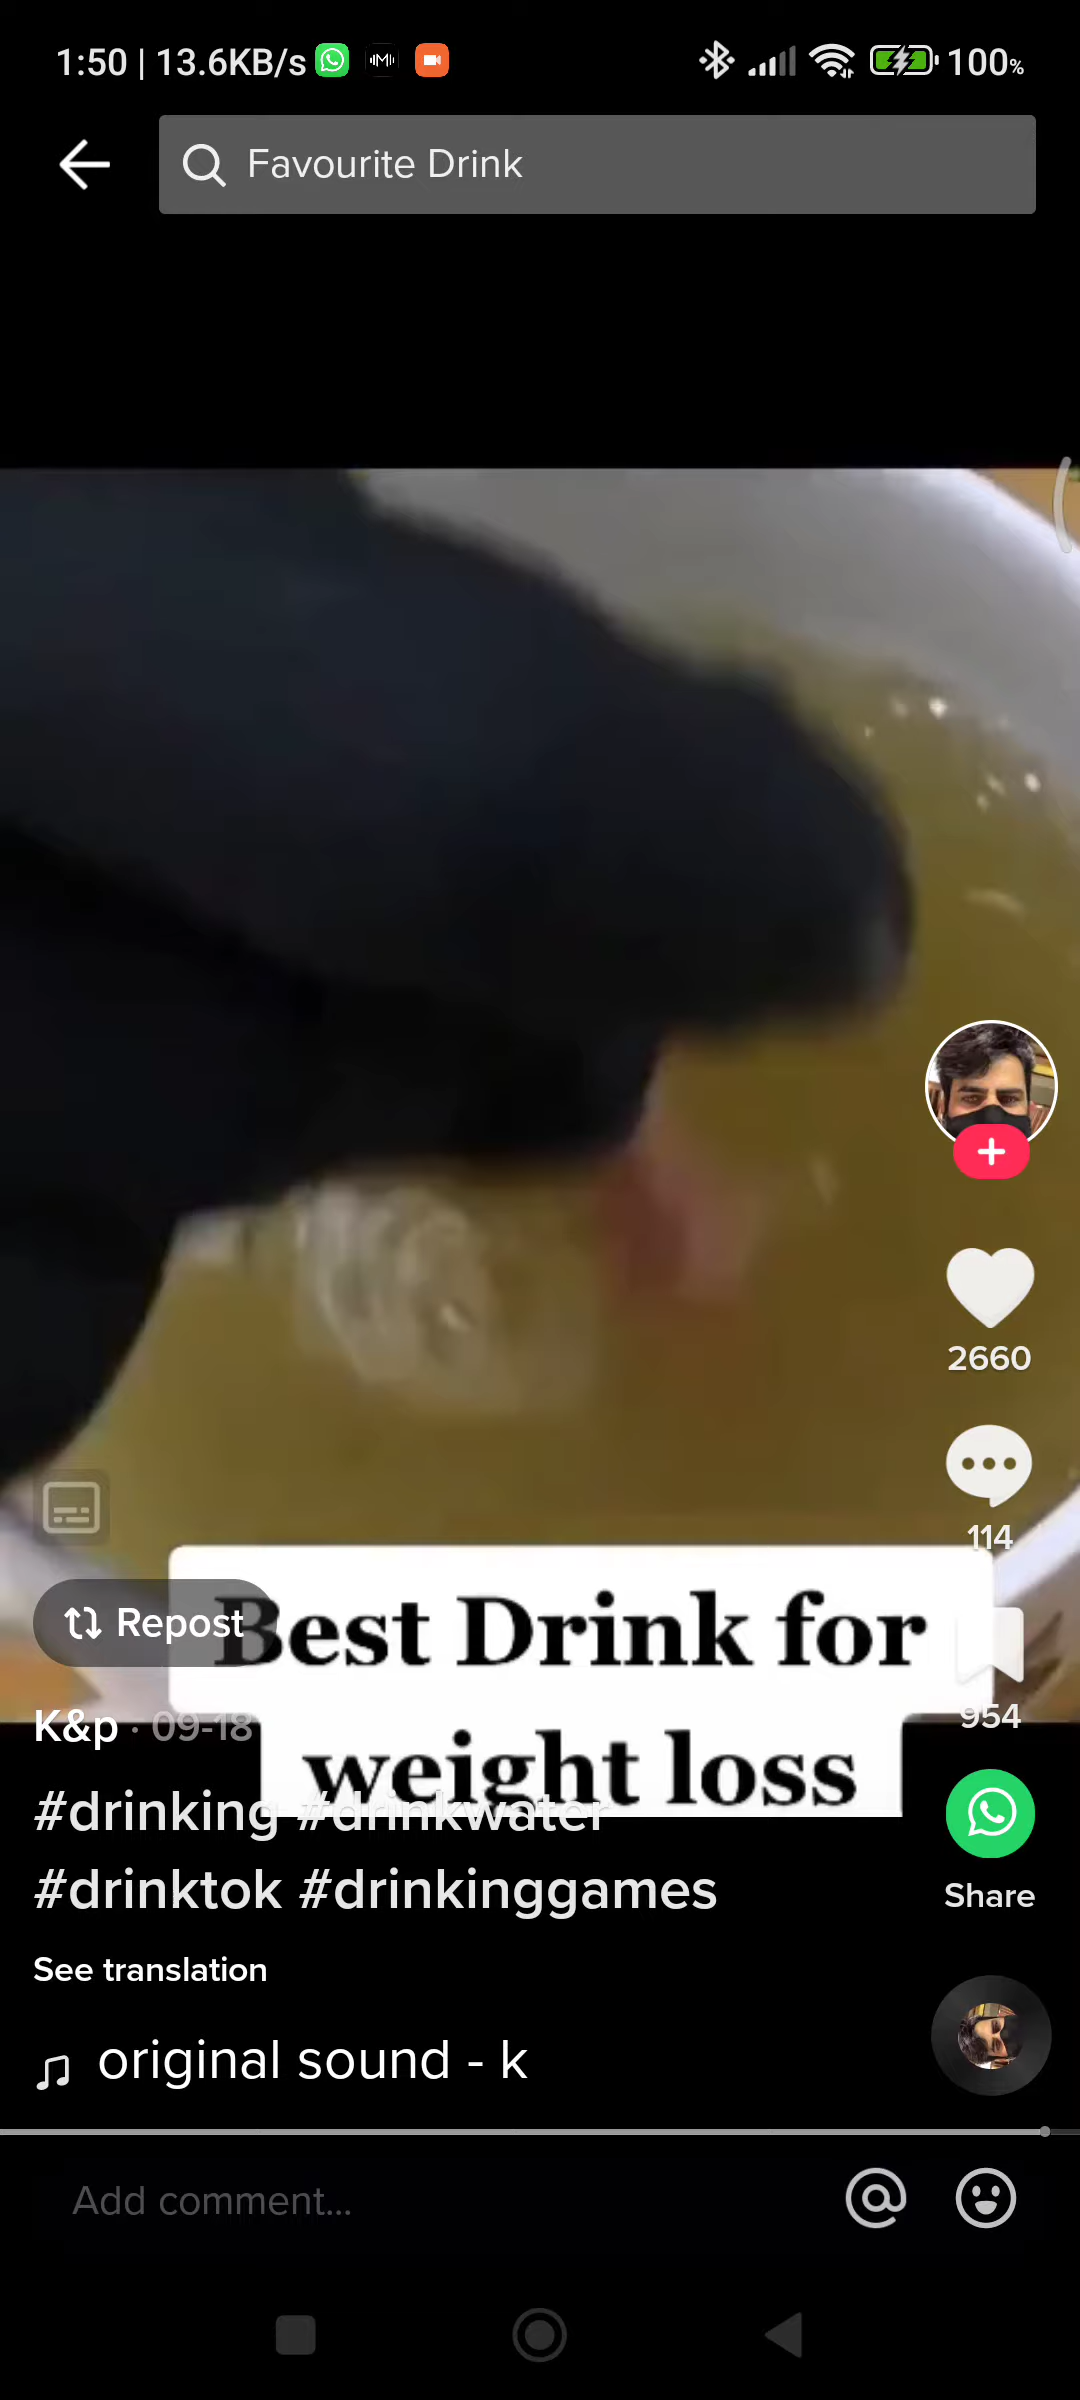 1:50 | 13.6KB/s
100%
Favourite Drink
2660
114
Best Drink for
Repost
954
K&p · 09-18
weight loss
#drinking #drinkwater
#drinktok #drinkinggames
Share
See translation
original sound - k
Add comment...